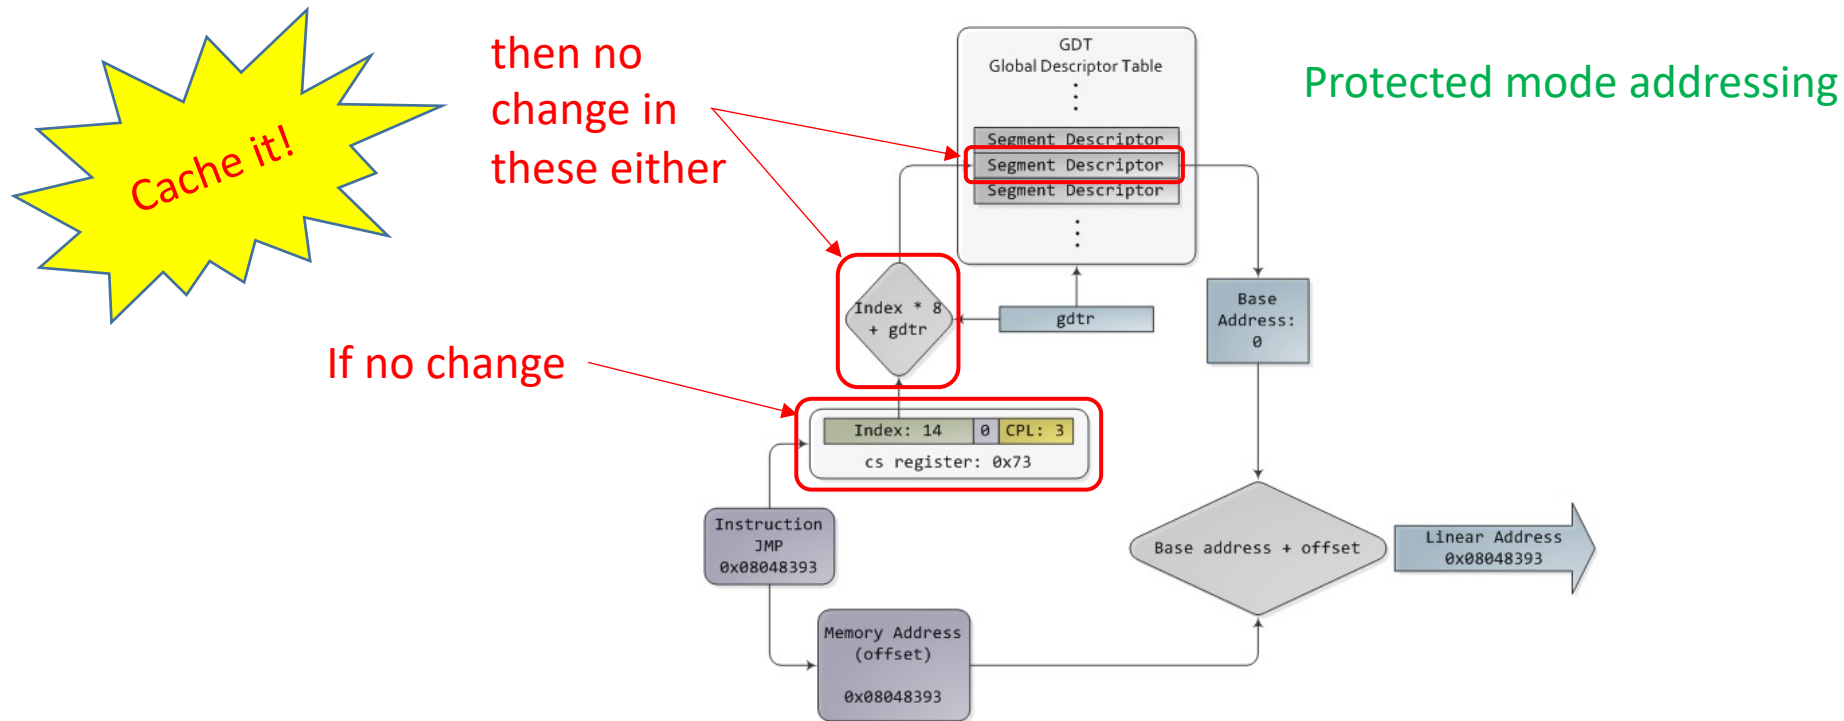 Cache it!
then no
change in
these either
GDT
Global Descriptor Table
Segment Descriptor
Segment Descriptor
Segment Descriptor
Protected mode addressing
Index * 8
+ gdtr
gdtr
Base
Address:
0
If no change
Index: 14 0 CPL: 3
cs register: 0x73
Instruction
JMP
0x08048393
Base address + offset
Linear Address
0x08048393
Memory Address
(offset)
0x08048393